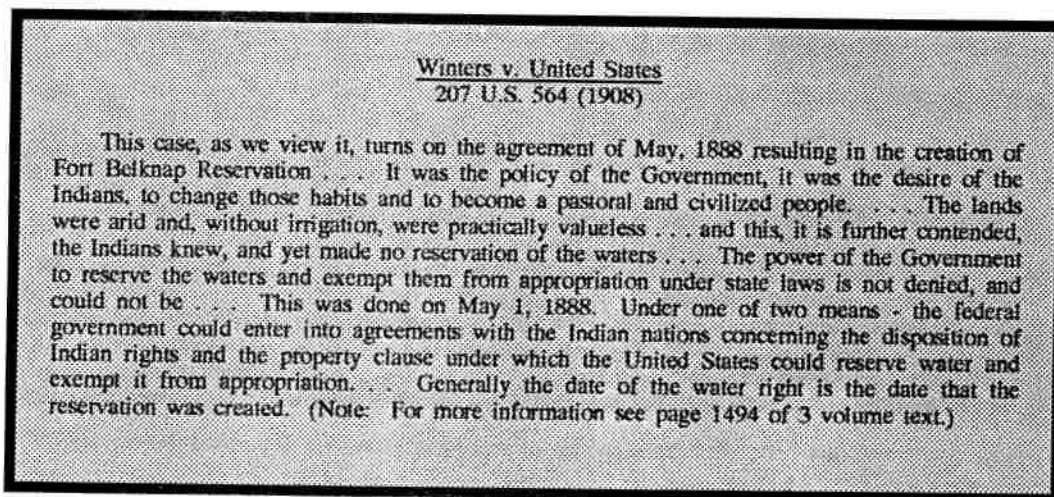 Winters v. United States
207 U.S. 564 (1908)
This case, as we view it, turns on the agreement of May, 1888 resulting in the creation of
Fort Belknap Reservation . . . It was the policy of the Government, it was the desire of the
Indians, to change those habits and to become a pastoral and civilized people. . . . The lands
were arid and, without irrigation, were practically valueless . . . and this, it is further contended,
the Indians knew, and yet made no reservation of the waters . . . The power of the Government
to reserve the waters and exempt them from appropriation under state laws is not denied, and
could not be . . . This was done on May 1, 1888. Under one of two means - the federal
government could enter into agreements with the Indian nations concerning the disposition of
Indian rights and the property clause under which the United States could reserve water and
exempt it from appropriation. . . Generally the date of the water right is the date that the
reservation was created. (Note: For more information see page 1494 of 3 volume text.)